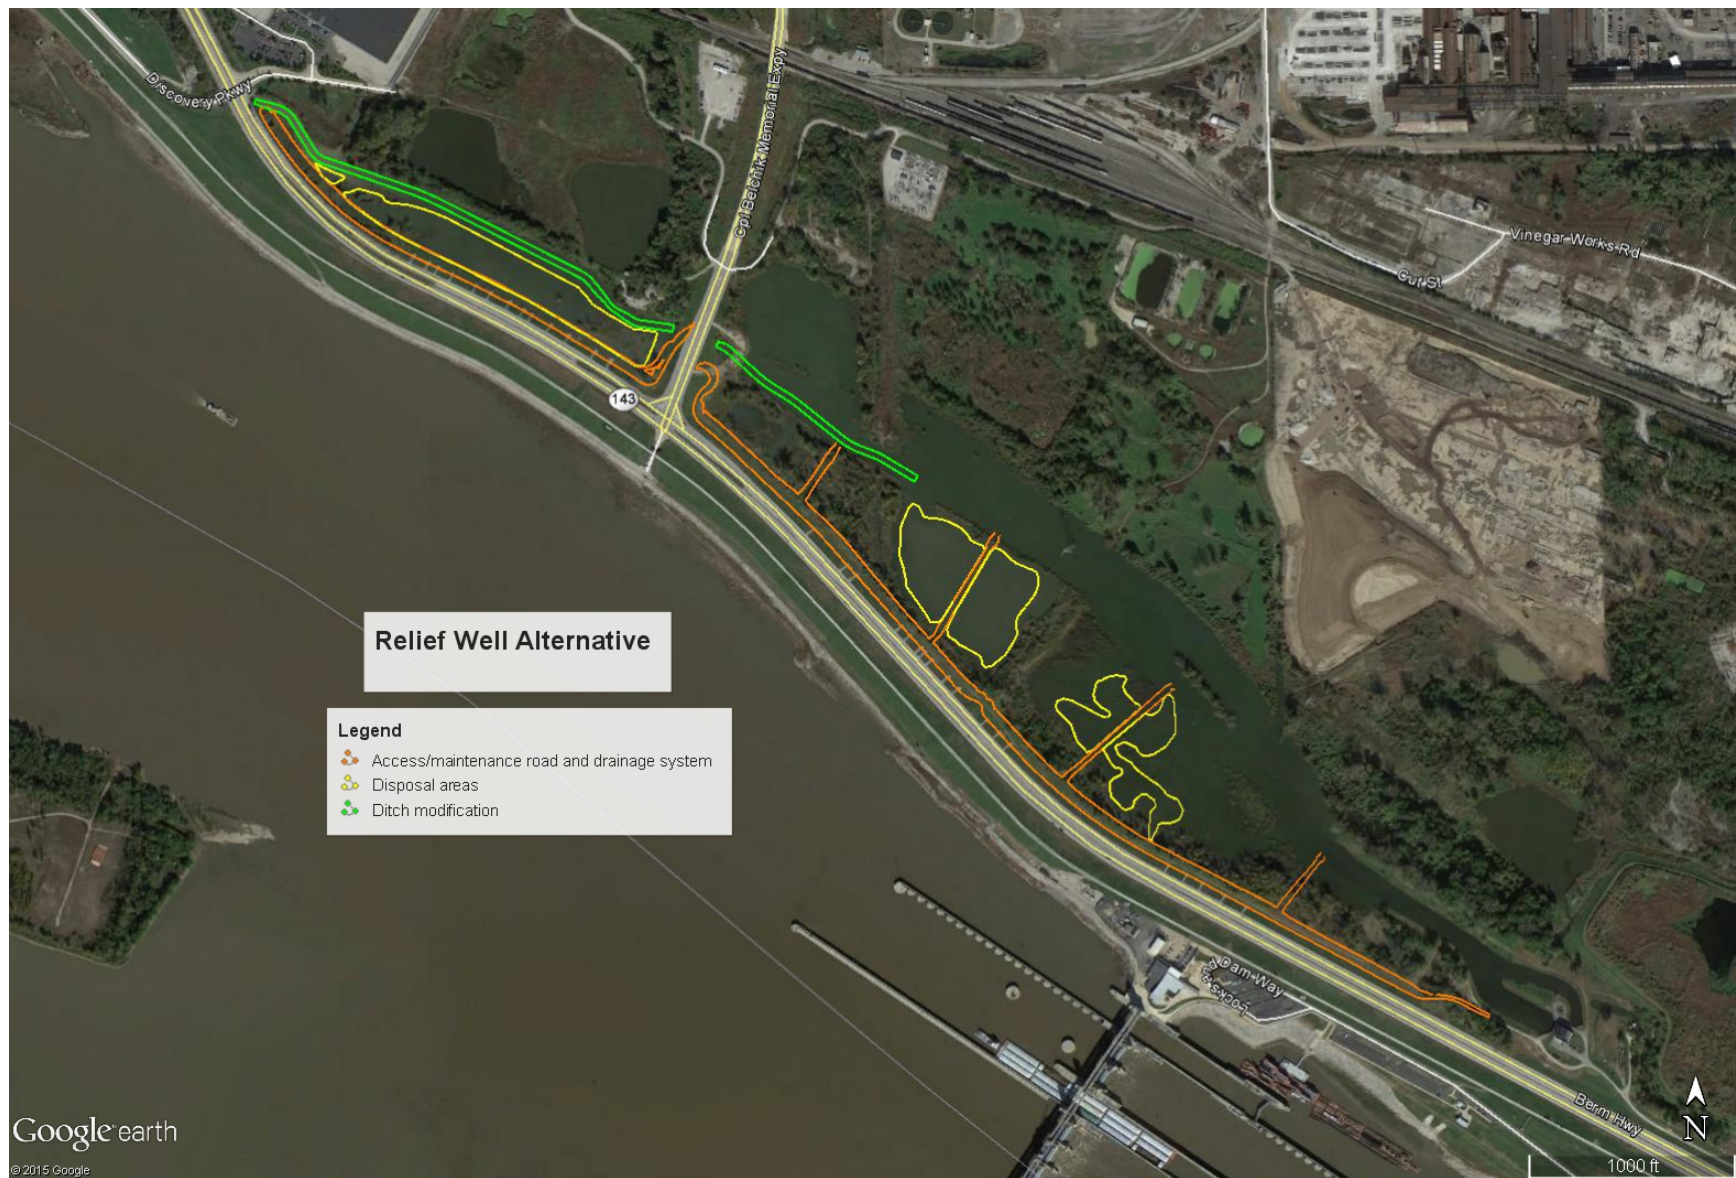 Discovery Pkwy
Cpl Belchik Memorial Expy
Vinegar Works Rd
Cut St
143
Relief Well Alternative
Legend
Access/maintenance road and drainage system
Disposal areas
Ditch modification
Locks and Dam Way
Berm Hwy
N
Google earth
© 2015 Google
1000 ft